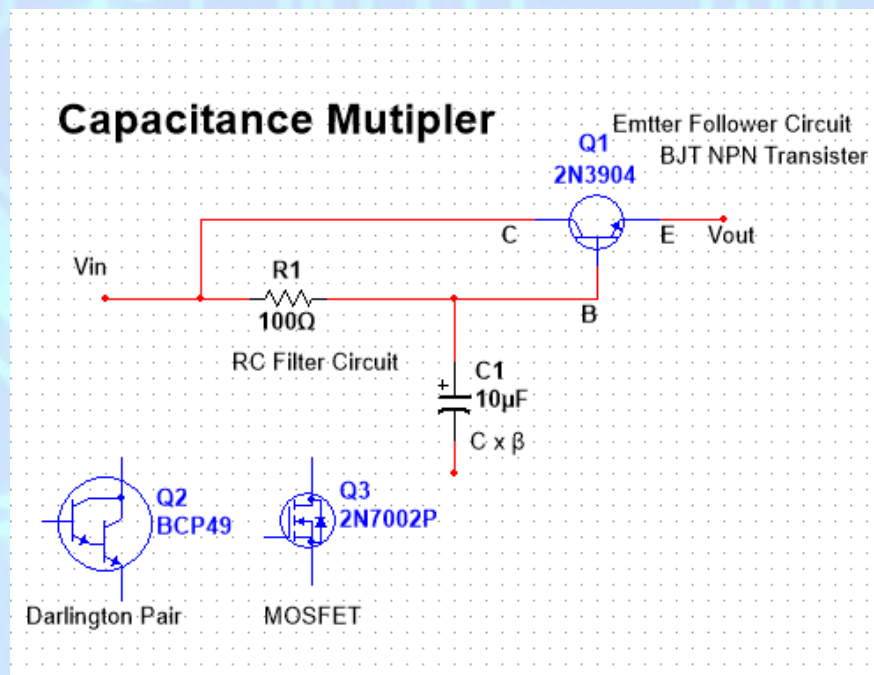 Capacitance Mutipler
Emtter Follower Circuit
Q1
BJT NPN Transister
2N3904
C
E
Vout
Vin
R1
100Ω
B
RC Filter Circuit
C1
+
10µF
C x β
Q2
BCP49
Q3
2N7002P
Darlington Pair
MOSFET